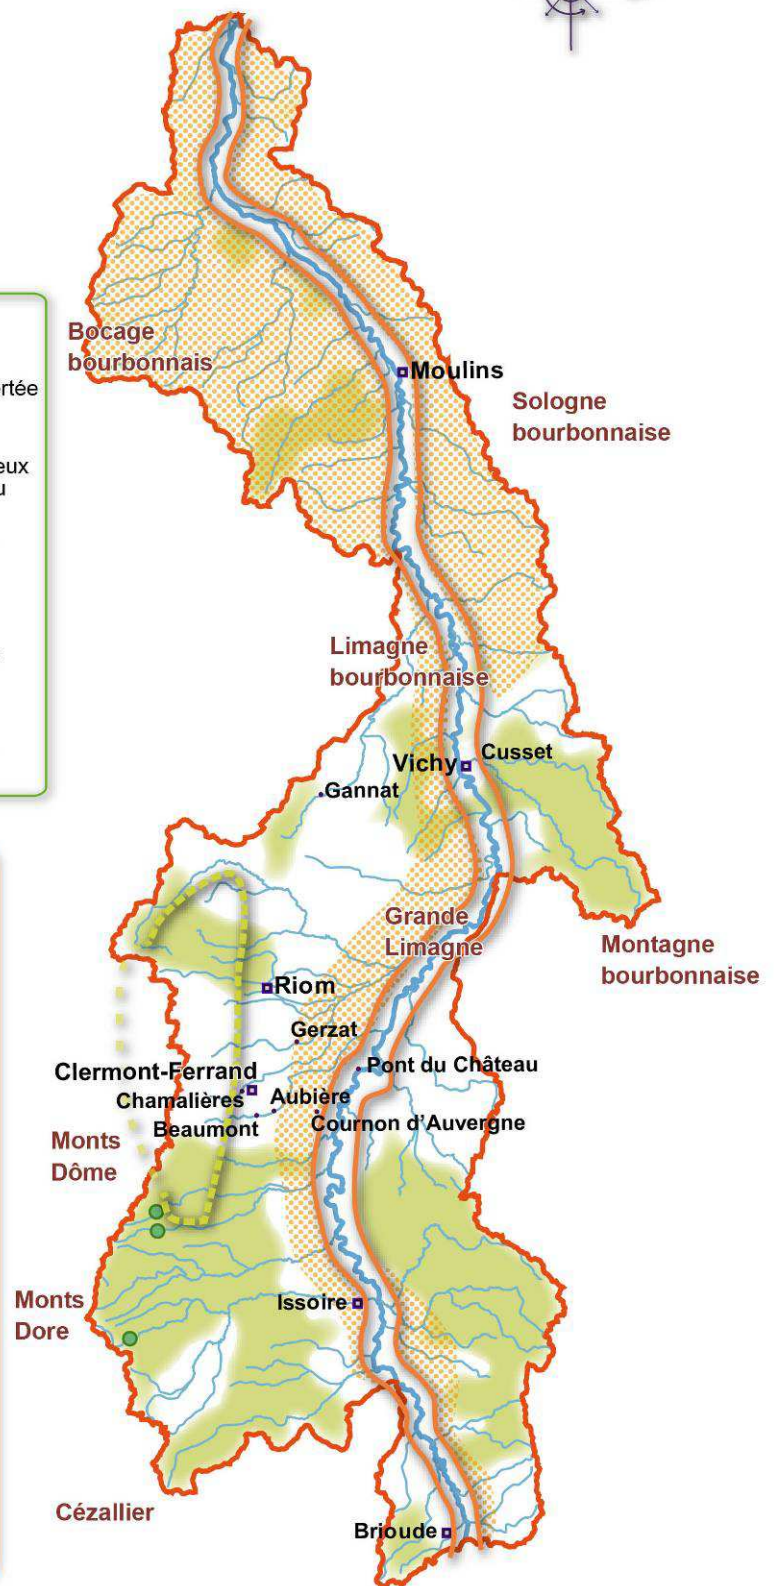 Bocage
bourbonnais
Moulins
Sologne
bourbonnaise
Limagne
bourbonnaise
Vichy
Cusset
Gannat
Grande
Limagne
Montagne
bourbonnaise
Riom
Gerzat
Clermont-Ferrand
Pont du Château
Chamalières
Aubière
Beaumont
Cournon d'Auvergne
Monts
Dôme
Monts
Dore
Issoire
Cézallier
Brioude